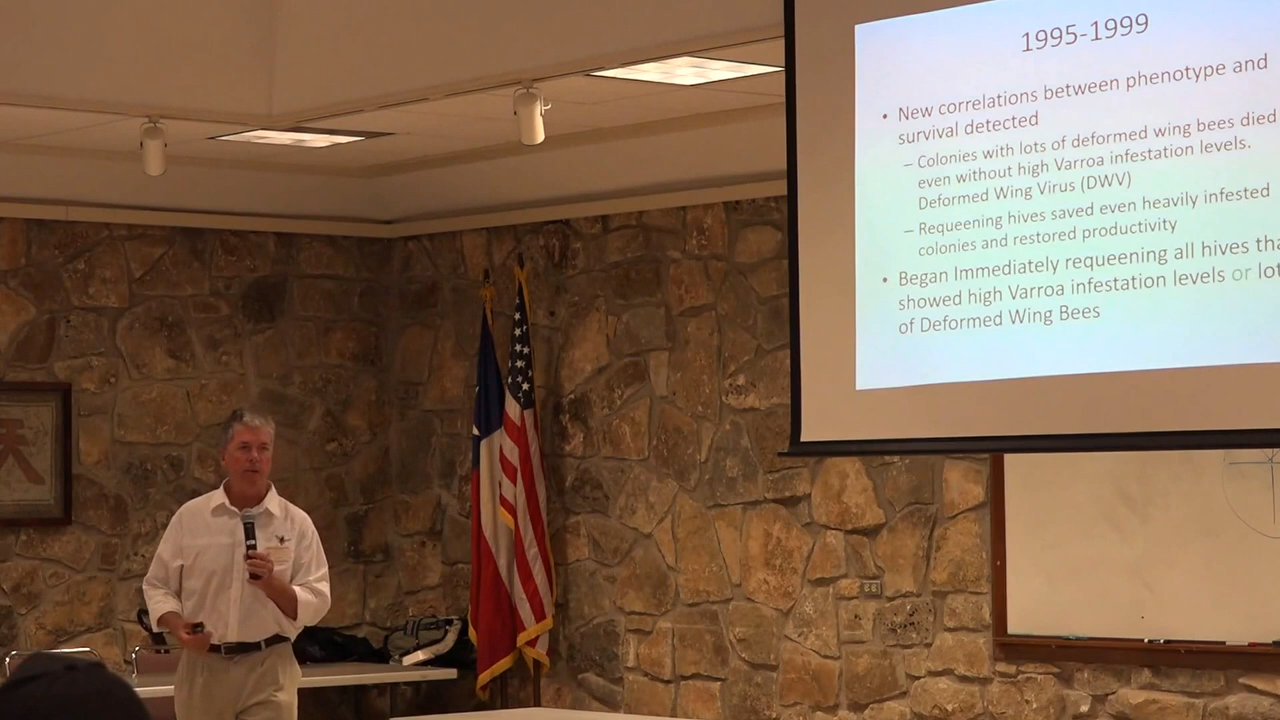 1995-1999
• New correlations between phenotype and
survival detected
– Colonies with lots of deformed wing bees died
even without high Varroa infestation levels.
Deformed Wing Virus (DWV)
– Requeening hives saved even heavily infested
colonies and restored productivity
• Began Immediately requeening all hives tha
showed high Varroa infestation levels or lot
of Deformed Wing Bees